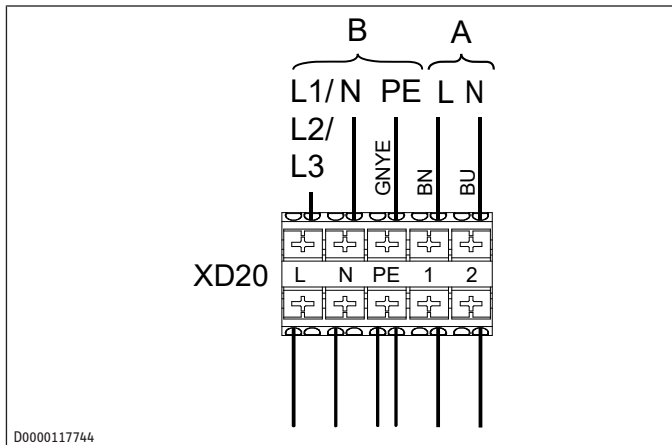 B A
L1/ N PE L N
L2/
L3
GNYE BN BU
XD20 L N PE 1 2
D0000117744